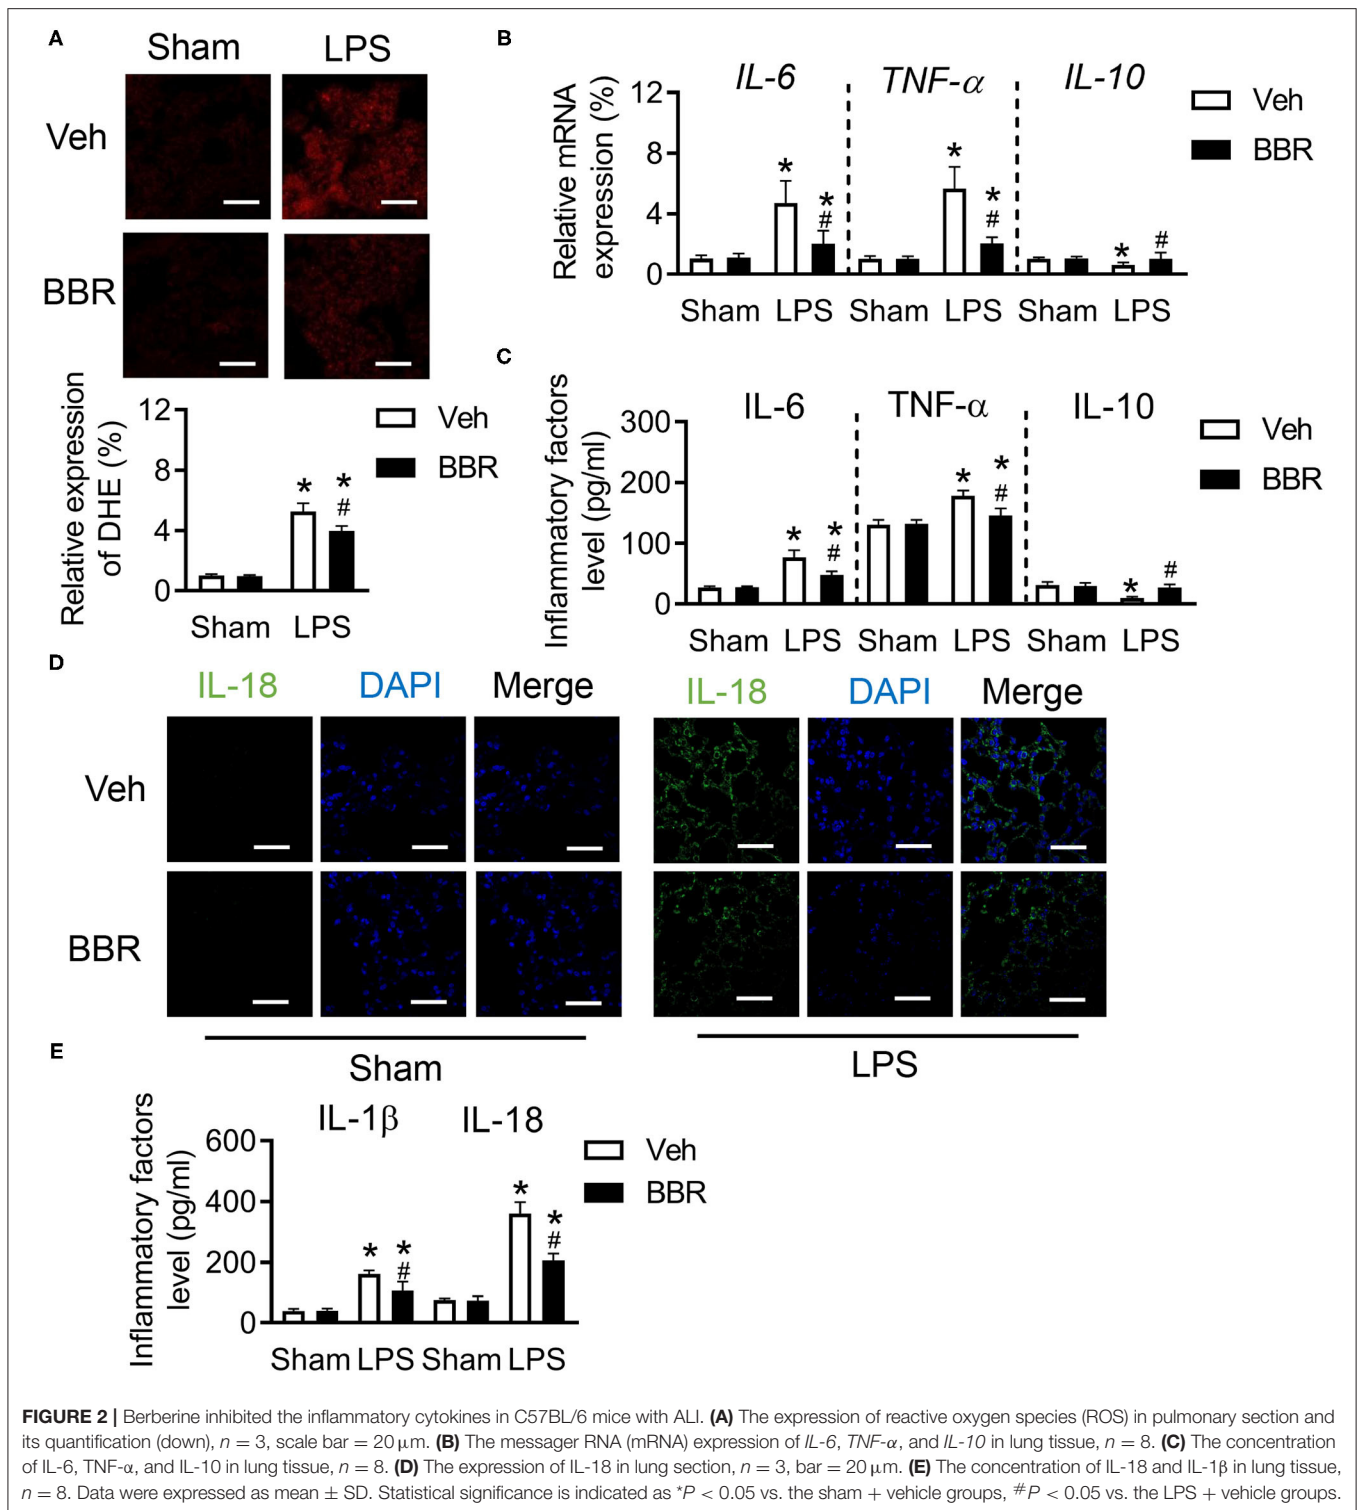 A
Sham LPS
Veh
BBR
Relative expression
of DHE (%)
12
8
4
0
* *
#
Sham LPS
Veh
BBR
B
IL-6 TNF-α IL-10
Relative mRNA
expression (%)
12
8
4
0
* * # * * # * #
Sham LPS Sham LPS Sham LPS
Veh
BBR
C
IL-6 TNF-α IL-10
Inflammatory factors
level (pg/ml)
300
200
100
0
* * # * * # * #
Sham LPS Sham LPS Sham LPS
Veh
BBR
D
IL-18 DAPI Merge IL-18 DAPI Merge
Veh
BBR
Sham LPS
E
IL-1β IL-18
Inflammatory factors
level (pg/ml)
600
400
200
0
* * # * * #
Sham LPS Sham LPS
Veh
BBR
FIGURE 2 | Berberine inhibited the inflammatory cytokines in C57BL/6 mice with ALI. (A) The expression of reactive oxygen species (ROS) in pulmonary section and
its quantification (down), n = 3, scale bar = 20 μm. (B) The messager RNA (mRNA) expression of IL-6, TNF-α, and IL-10 in lung tissue, n = 8. (C) The concentration
of IL-6, TNF-α, and IL-10 in lung tissue, n = 8. (D) The expression of IL-18 in lung section, n = 3, bar = 20 μm. (E) The concentration of IL-18 and IL-1β in lung tissue,
n = 8. Data were expressed as mean ± SD. Statistical significance is indicated as *P < 0.05 vs. the sham + vehicle groups, #P < 0.05 vs. the LPS + vehicle groups.